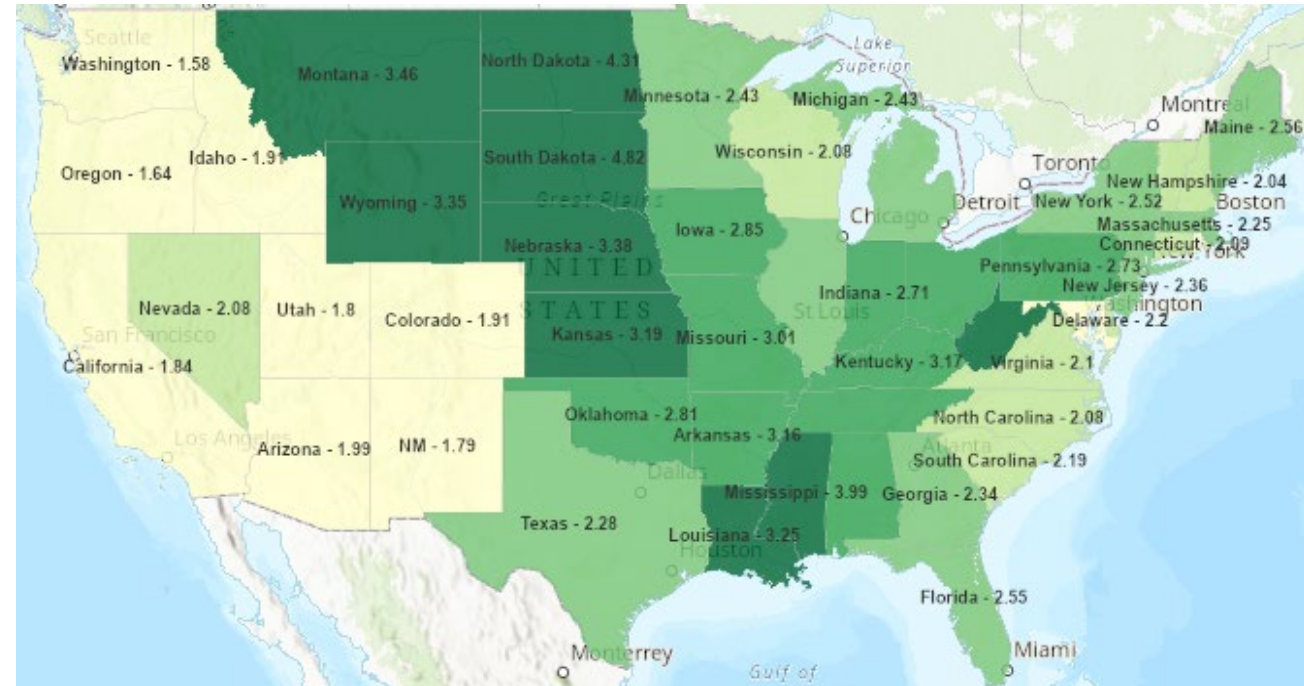 Seattle
Washington - 1.58
Montana - 3.46
North Dakota - 4.31
Lake
Superior
Minnesota - 2.43
Michigan - 2.43
Montreal
Maine - 2.56
Oregon - 1.64
Idaho - 1.91
South Dakota - 4.82
Wisconsin - 2.08
Toronto
New Hampshire - 2.04
Wyoming - 3.35
Great Plains
Detroit
New York - 2.52
Boston
Chicago
Massachusetts - 2.25
Iowa - 2.85
Connecticut - 2.09
Nebraska - 3.38
New York
UNITED
Pennsylvania - 2.73
New Jersey - 2.36
Indiana - 2.71
Washington
Nevada - 2.08
Utah - 1.8
STATES
St Louis
Colorado - 1.91
Delaware - 2.2
San Francisco
Kansas - 3.19
Missouri - 3.01
California - 1.84
Kentucky - 3.17
Virginia - 2.1
Oklahoma - 2.81
North Carolina - 2.08
Los Angeles
Arkansas - 3.16
Arizona - 1.99
NM - 1.79
Atlanta
South Carolina - 2.19
Dallas
Mississippi - 3.99
Georgia - 2.34
Texas - 2.28
Louisiana - 3.25
Houston
Florida - 2.55
Monterrey
Miami
Gulf of